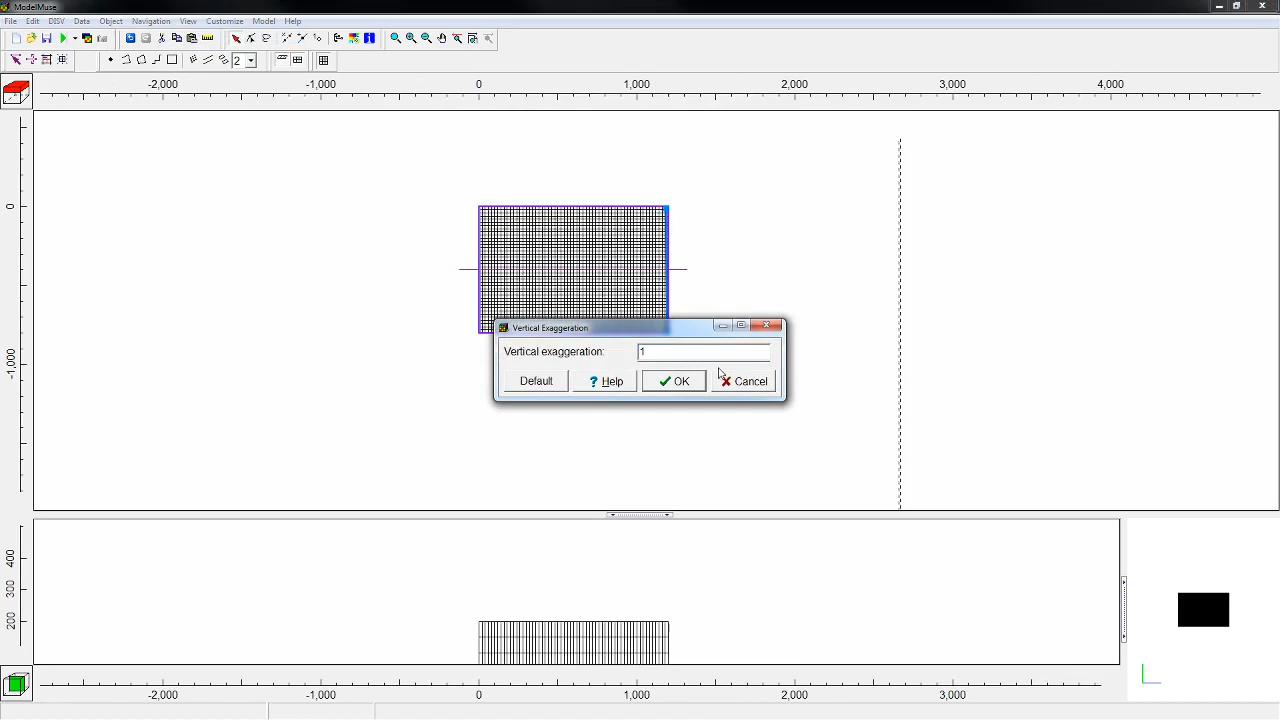 ModelMuse
File Edit DISV Data Object Navigation View Customize Model Help
2
-2,000 -1,000 0 1,000 2,000 3,000 4,000
0
-1,000
Vertical Exaggeration
Vertical exaggeration: 1
Default ? Help OK Cancel
400
300
200
-2,000 -1,000 0 1,000 2,000 3,000